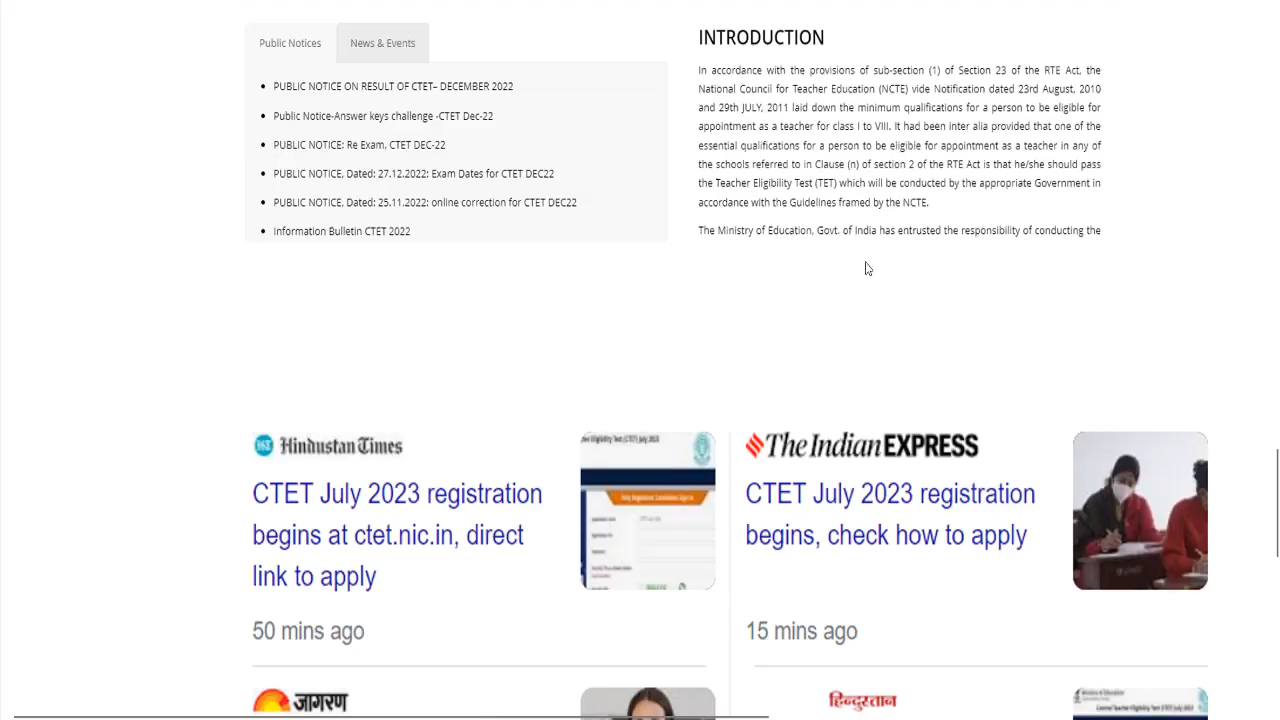 Public Notices
News & Events
PUBLIC NOTICE ON RESULT OF CTET– DECEMBER 2022
Public Notice-Answer keys challenge -CTET Dec-22
PUBLIC NOTICE: Re Exam, CTET DEC-22
PUBLIC NOTICE, Dated: 27.12.2022: Exam Dates for CTET DEC22
PUBLIC NOTICE, Dated: 25.11.2022: online correction for CTET DEC22
Information Bulletin CTET 2022
INTRODUCTION
In accordance with the provisions of sub-section (1) of Section 23 of the RTE Act, the
National Council for Teacher Education (NCTE) vide Notification dated 23rd August, 2010
and 29th JULY, 2011 laid down the minimum qualifications for a person to be eligible for
appointment as a teacher for class I to VIII. It had been inter alia provided that one of the
essential qualifications for a person to be eligible for appointment as a teacher in any of
the schools referred to in Clause (n) of section 2 of the RTE Act is that he/she should pass
the Teacher Eligibility Test (TET) which will be conducted by the appropriate Government in
accordance with the Guidelines framed by the NCTE.
The Ministry of Education, Govt. of India has entrusted the responsibility of conducting the
HT Hindustan Times
CTET July 2023 registration
begins at ctet.nic.in, direct
link to apply
50 mins ago
The Indian EXPRESS
CTET July 2023 registration
begins, check how to apply
15 mins ago
जागरण
हिन्दुस्तान